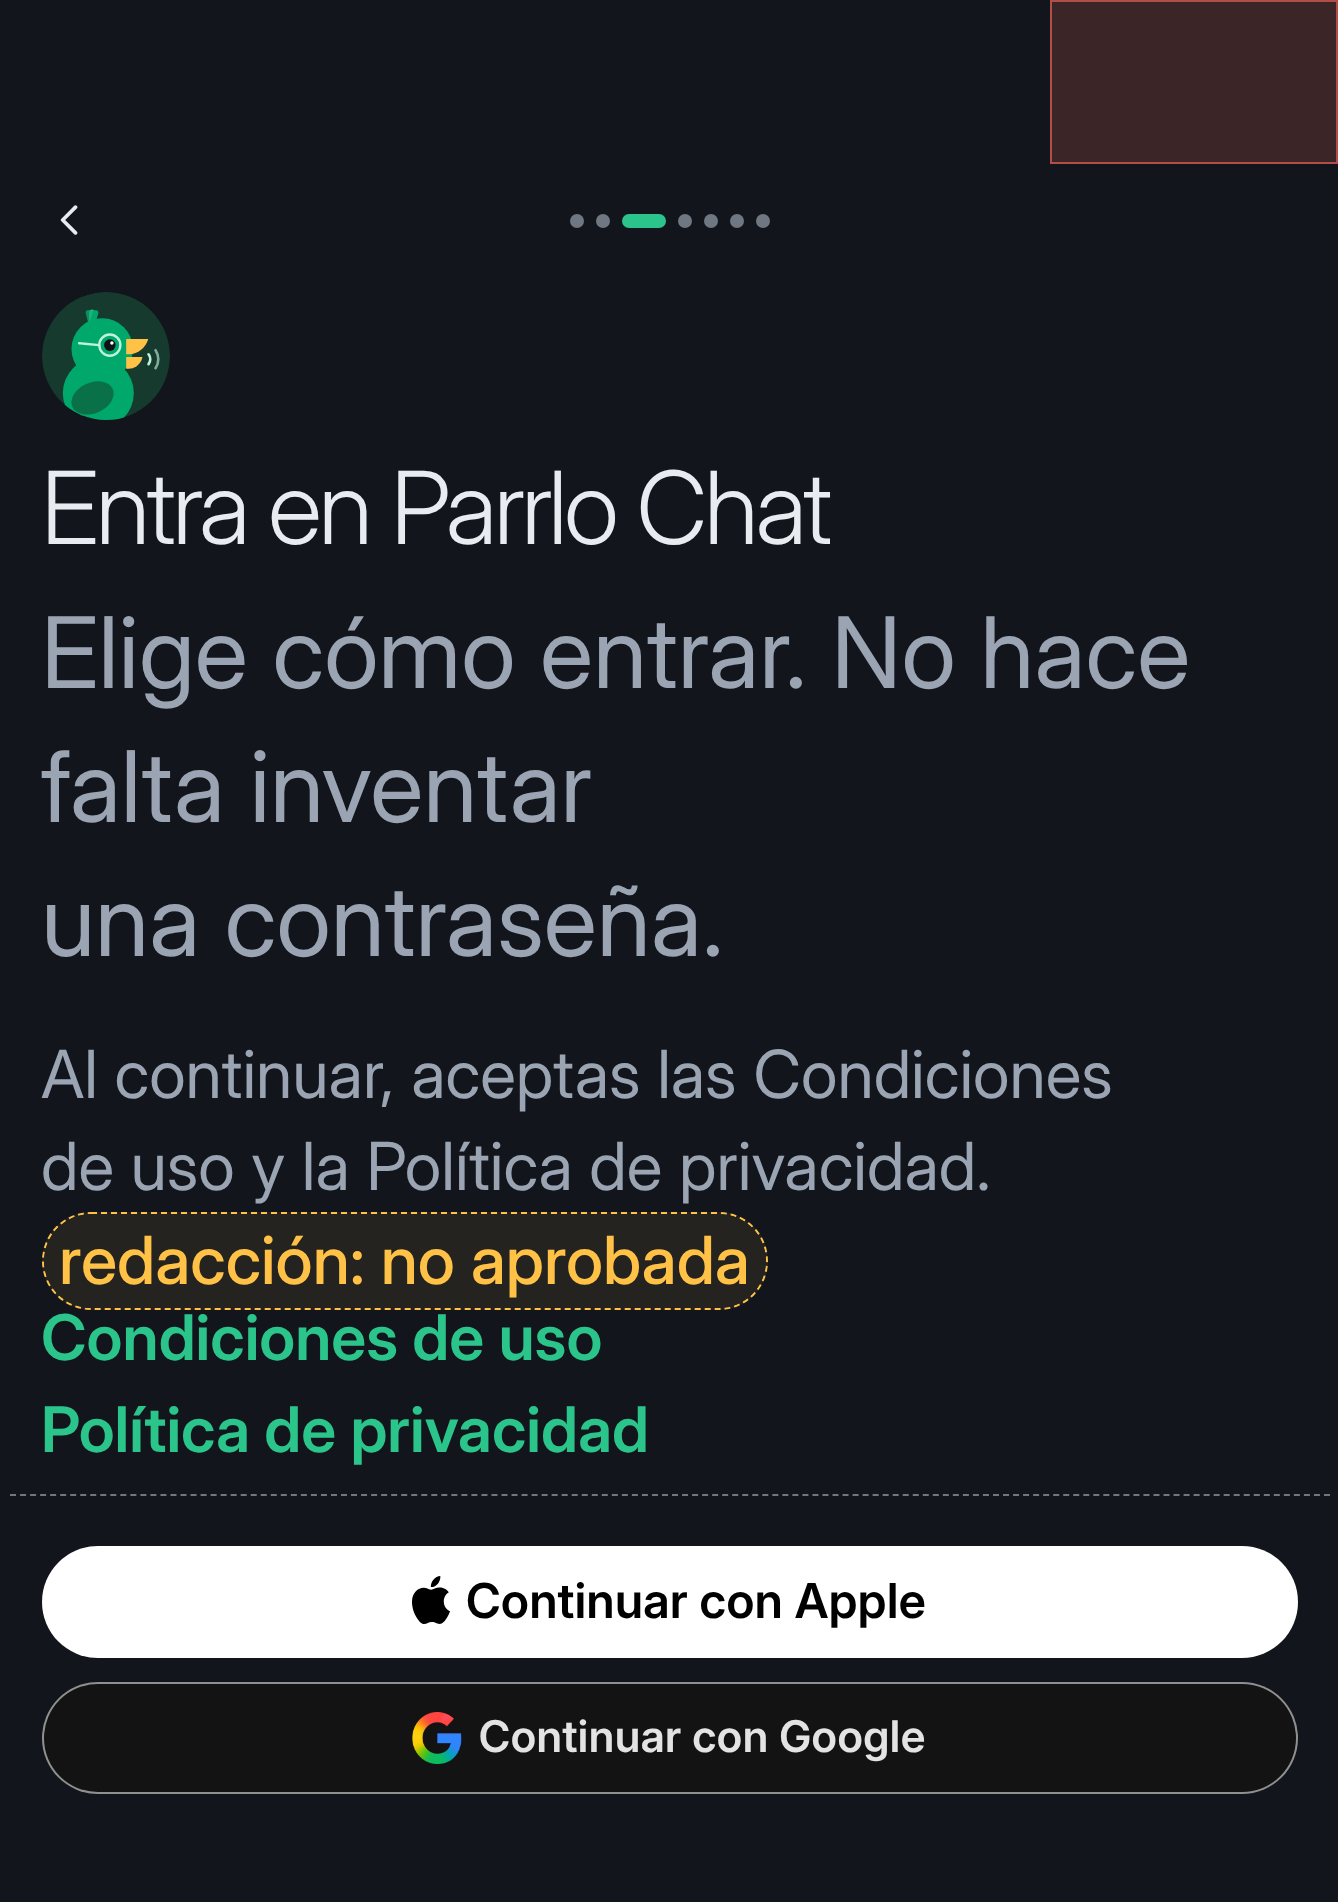 Entra en Parrlo Chat
Elige cómo entrar. No hace
falta inventar
una contraseña.
Al continuar, aceptas las Condiciones
de uso y la Política de privacidad.
redacción: no aprobada
Condiciones de uso
Política de privacidad
Continuar con Apple
Continuar con Google